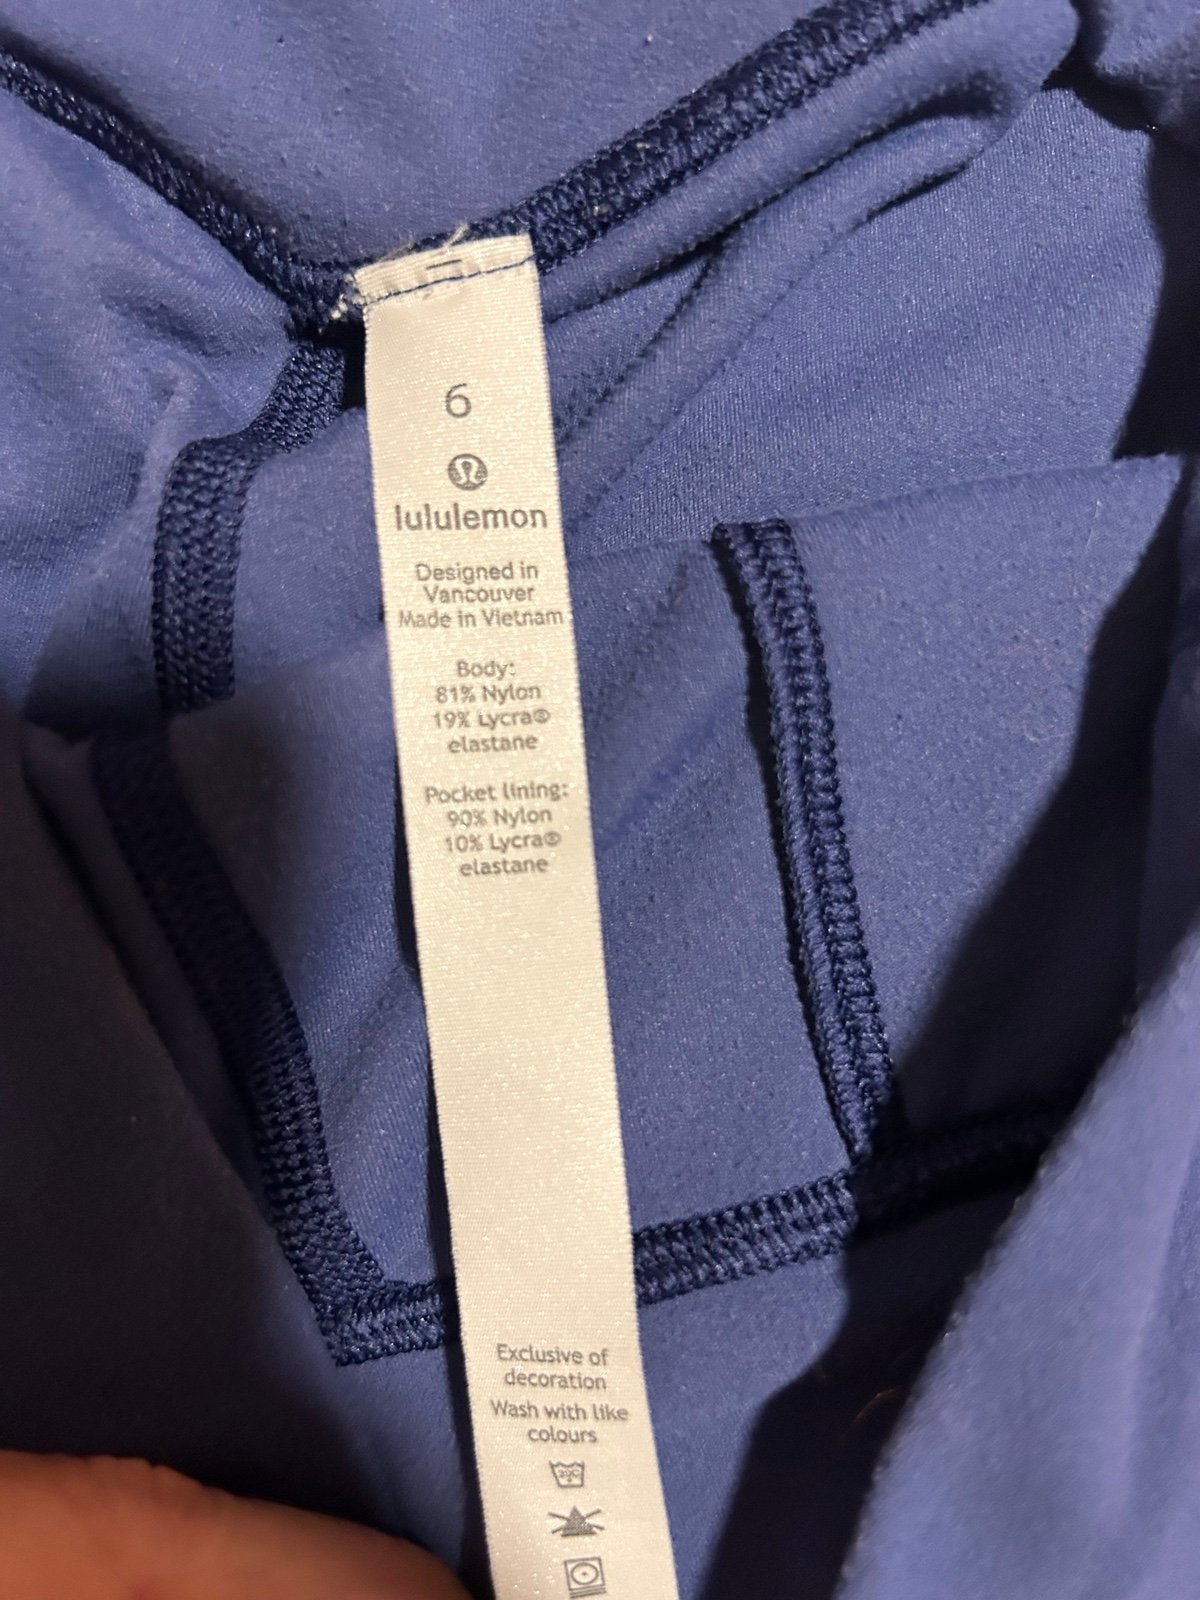 6
lululemon
Designed in
Vancouver
Made in Vietnam
Body:
81% Nylon
19% Lycra®
elastane
Pocket lining:
90% Nylon
10% Lycra®
elastane
Exclusive of
decoration
Wash with like
colours
30C